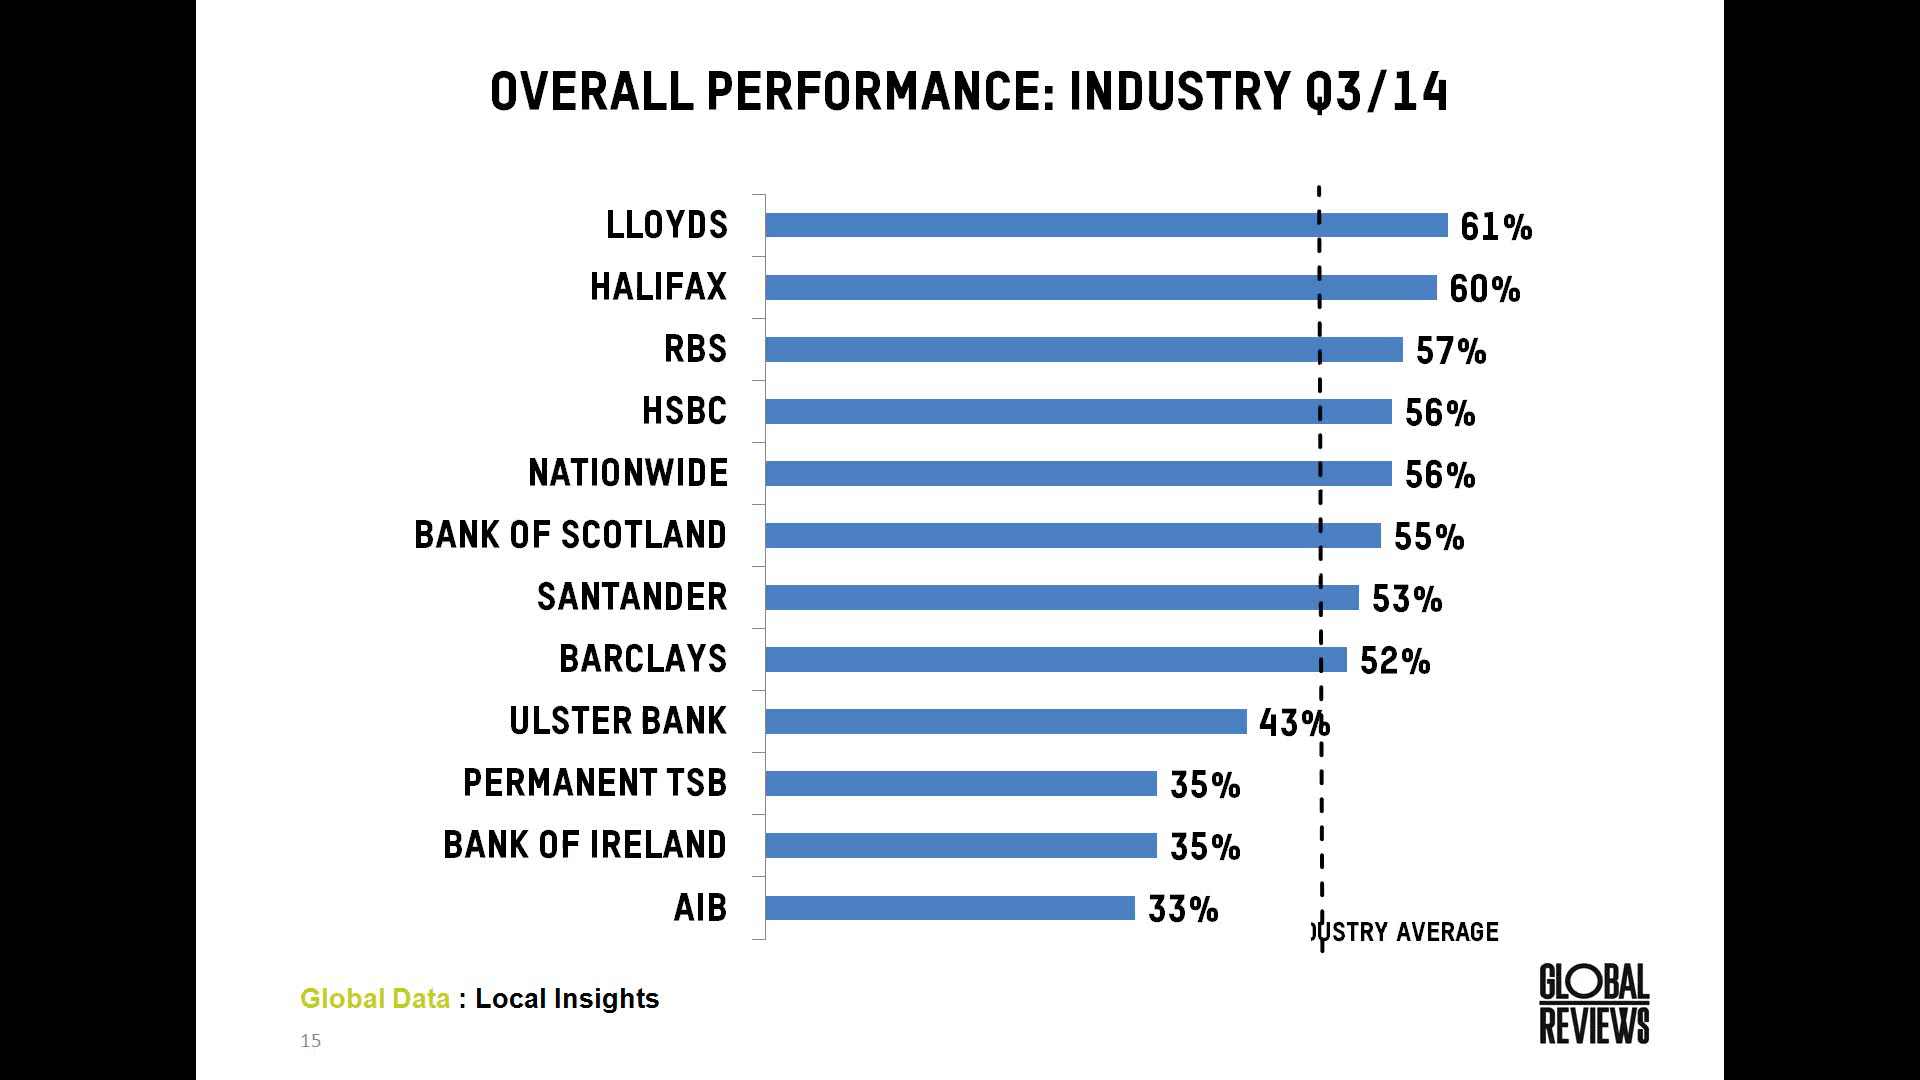 OVERALL PERFORMANCE: INDUSTRY Q3/14
LLOYDS 61%
HALIFAX 60%
RBS 57%
HSBC 56%
NATIONWIDE 56%
BANK OF SCOTLAND 55%
SANTANDER 53%
BARCLAYS 52%
ULSTER BANK 43%
PERMANENT TSB 35%
BANK OF IRELAND 35%
AIB 33%
DUSTRY AVERAGE
Global Data : Local Insights
15
GLOBAL
REVIEWS